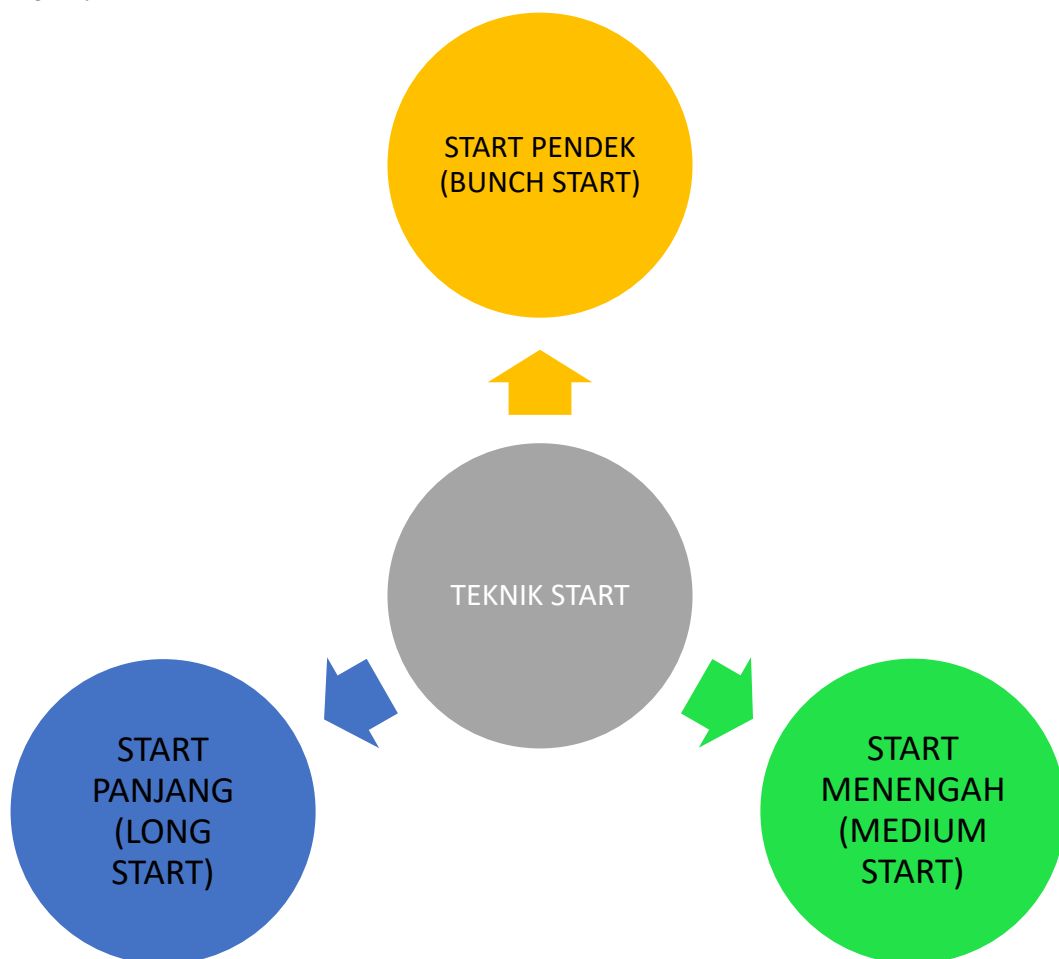 START PENDEK
(BUNCH START)
TEKNIK START
START
PANJANG
(LONG
START)
START
MENENGAH
(MEDIUM
START)